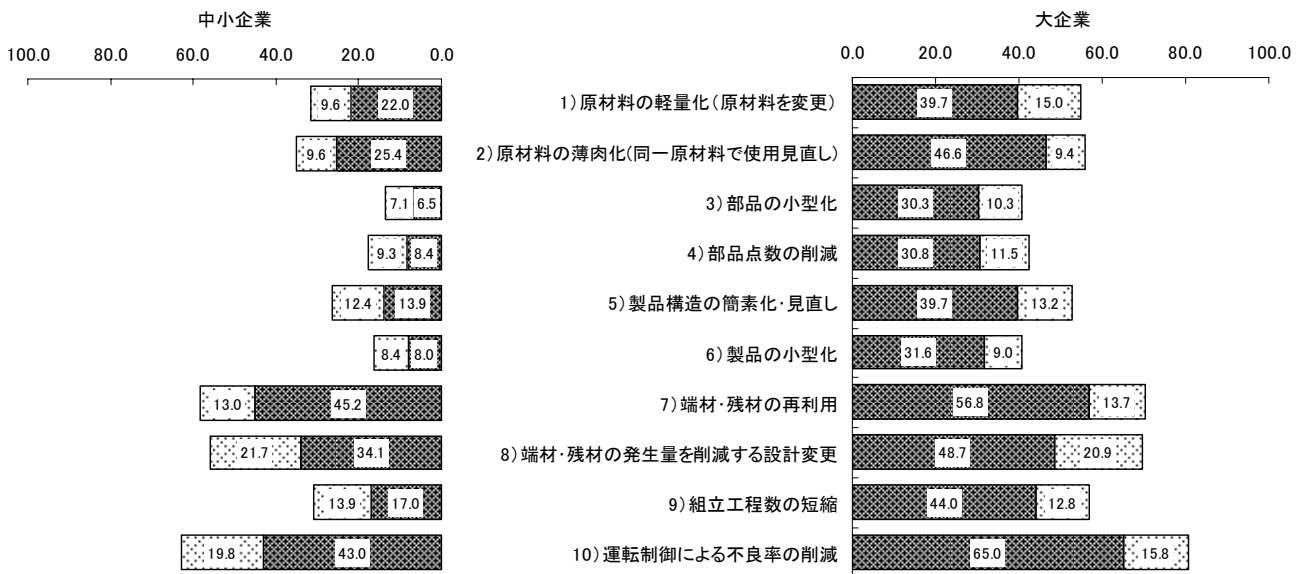 中小企業
大企業
100.0 80.0 60.0 40.0 20.0 0.0
0.0 20.0 40.0 60.0 80.0 100.0
9.6 22.0 1)原材料の軽量化(原材料を変更) 39.7 15.0
9.6 25.4 2)原材料の薄肉化(同一原材料で使用見直し) 46.6 9.4
7.1 6.5 3)部品の小型化 30.3 10.3
9.3 8.4 4)部品点数の削減 30.8 11.5
12.4 13.9 5)製品構造の簡素化・見直し 39.7 13.2
8.4 8.0 6)製品の小型化 31.6 9.0
13.0 45.2 7)端材・残材の再利用 56.8 13.7
21.7 34.1 8)端材・残材の発生量を削減する設計変更 48.7 20.9
13.9 17.0 9)組立工程数の短縮 44.0 12.8
19.8 43.0 10)運転制御による不良率の削減 65.0 15.8